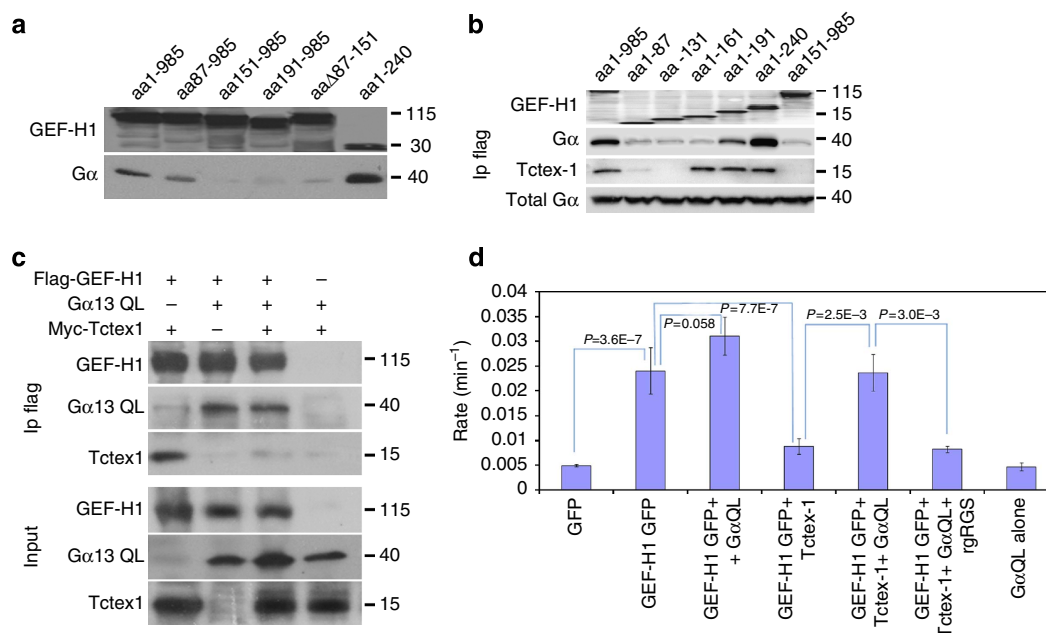 a
aa1–985
aa87–985
aa151–985
aa191–985
aaΔ87–151
aa1–240
GEF-H1
115
30
Gα
40
b
aa1–985
aa1–87
aa -131
aa1–161
aa1–191
aa1–240
aa151–985
Ip flag
GEF-H1
115
15
Gα
40
Tctex-1
15
Total Gα
40
c
Flag-GEF-H1 + + + –
Gα13 QL – + + +
Myc-Tctex1 + – + +
Ip flag
GEF-H1
115
Gα13 QL
40
Tctex1
15
Input
GEF-H1
115
Gα13 QL
40
Tctex1
15
d
Rate (min⁻¹)
0.04
0.035
0.03
0.025
0.02
0.015
0.01
0.005
0
P=3.6E–7
P=0.058
P=7.7E-7
P=2.5E–3
P=3.0E–3
GFP
GEF-H1 GFP
GEF-H1 GFP+
+ GαQL
GEF-H1 GFP+
Tctex-1
GEF-H1 GFP+
Tctex-1+ GαQL
GEF-H1 GFP+
Tctex-1+ GαQL+
rgRGS
GαQL alone